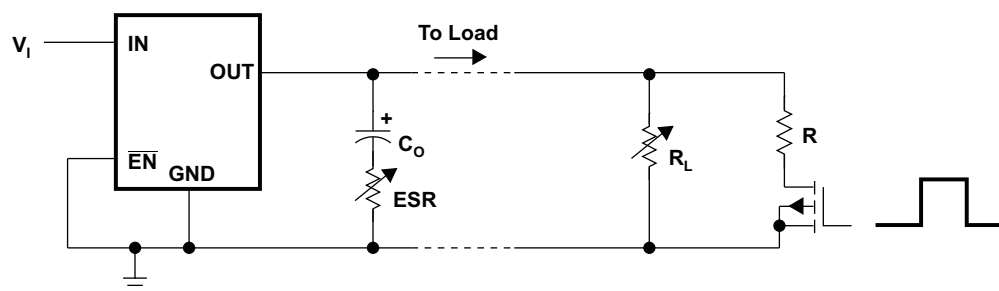 To Load
V_I
IN
OUT
+
C_O
R
R_L
EN̅
GND
ESR